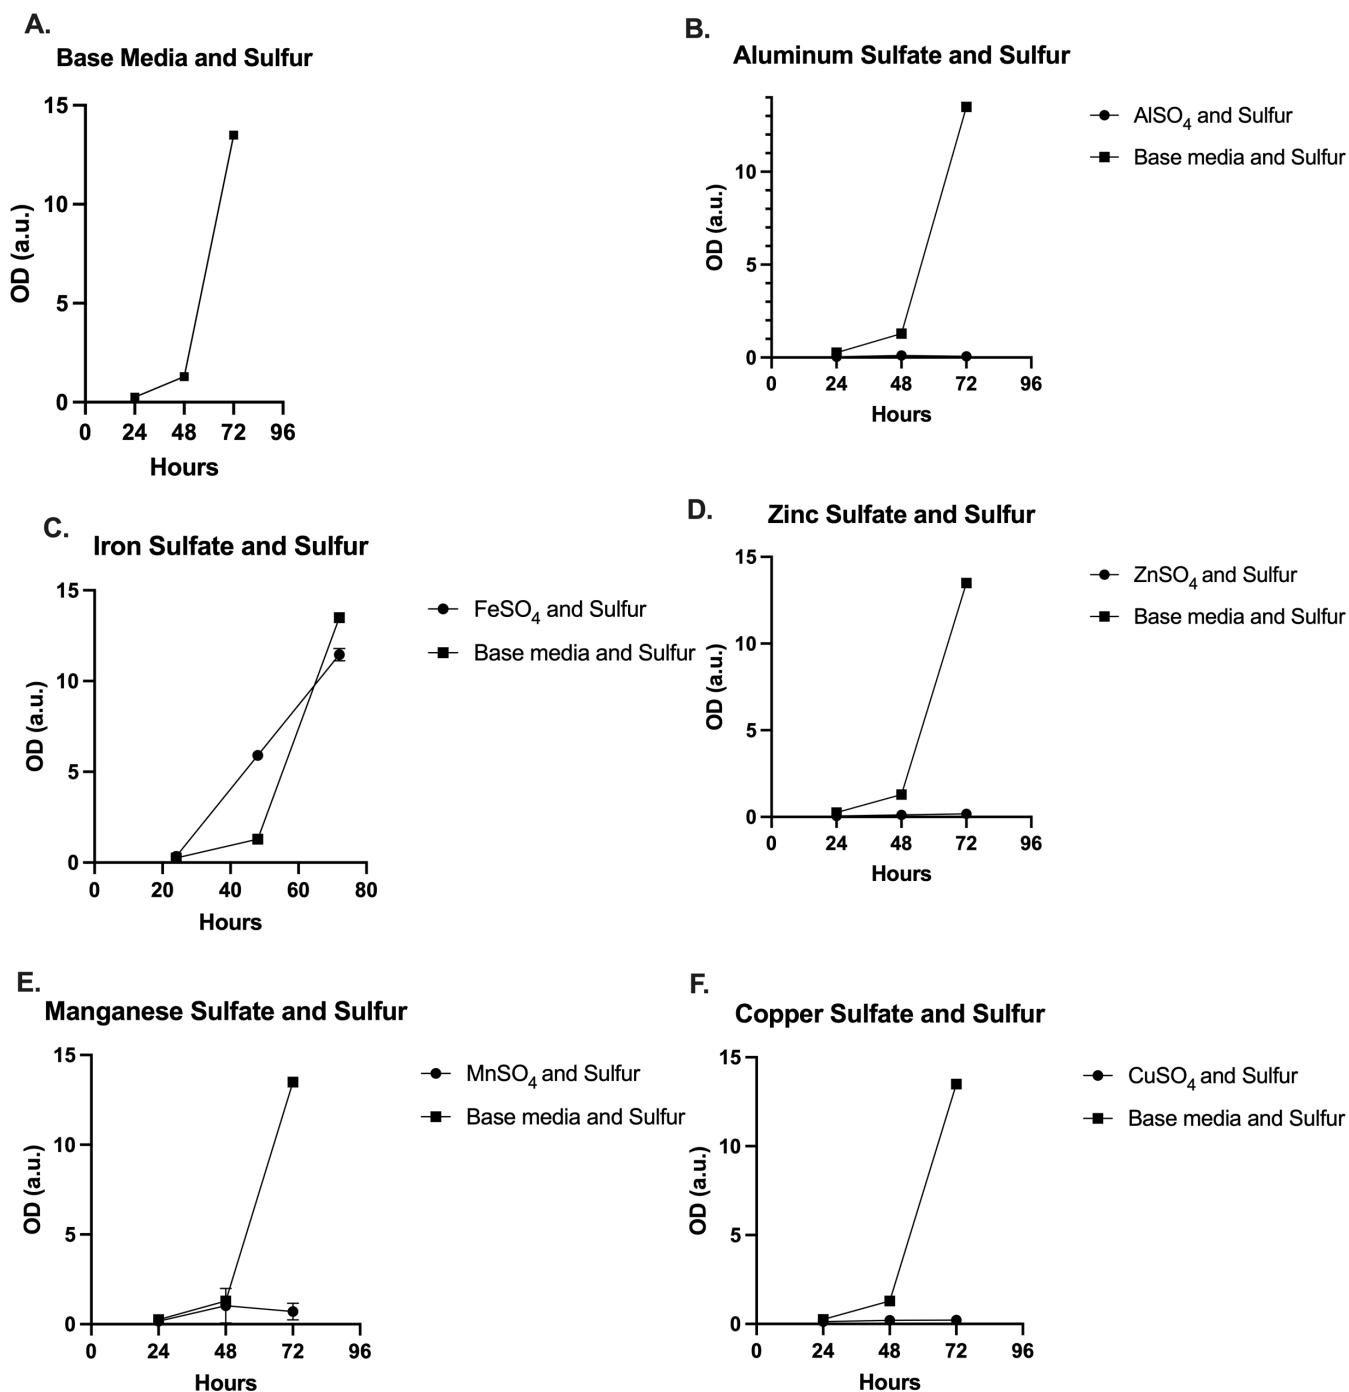 A.
Base Media and Sulfur
15
10
5
0
OD (a.u.)
0 24 48 72 96
Hours
B.
Aluminum Sulfate and Sulfur
10
5
0
OD (a.u.)
0 24 48 72 96
Hours
AlSO4 and Sulfur
Base media and Sulfur
C.
Iron Sulfate and Sulfur
15
10
5
0
OD (a.u.)
0 20 40 60 80
Hours
FeSO4 and Sulfur
Base media and Sulfur
D.
Zinc Sulfate and Sulfur
15
10
5
0
OD (a.u.)
0 24 48 72 96
Hours
ZnSO4 and Sulfur
Base media and Sulfur
E.
Manganese Sulfate and Sulfur
15
10
5
0
OD (a.u.)
0 24 48 72 96
Hours
MnSO4 and Sulfur
Base media and Sulfur
F.
Copper Sulfate and Sulfur
15
10
5
0
OD (a.u.)
0 24 48 72 96
Hours
CuSO4 and Sulfur
Base media and Sulfur